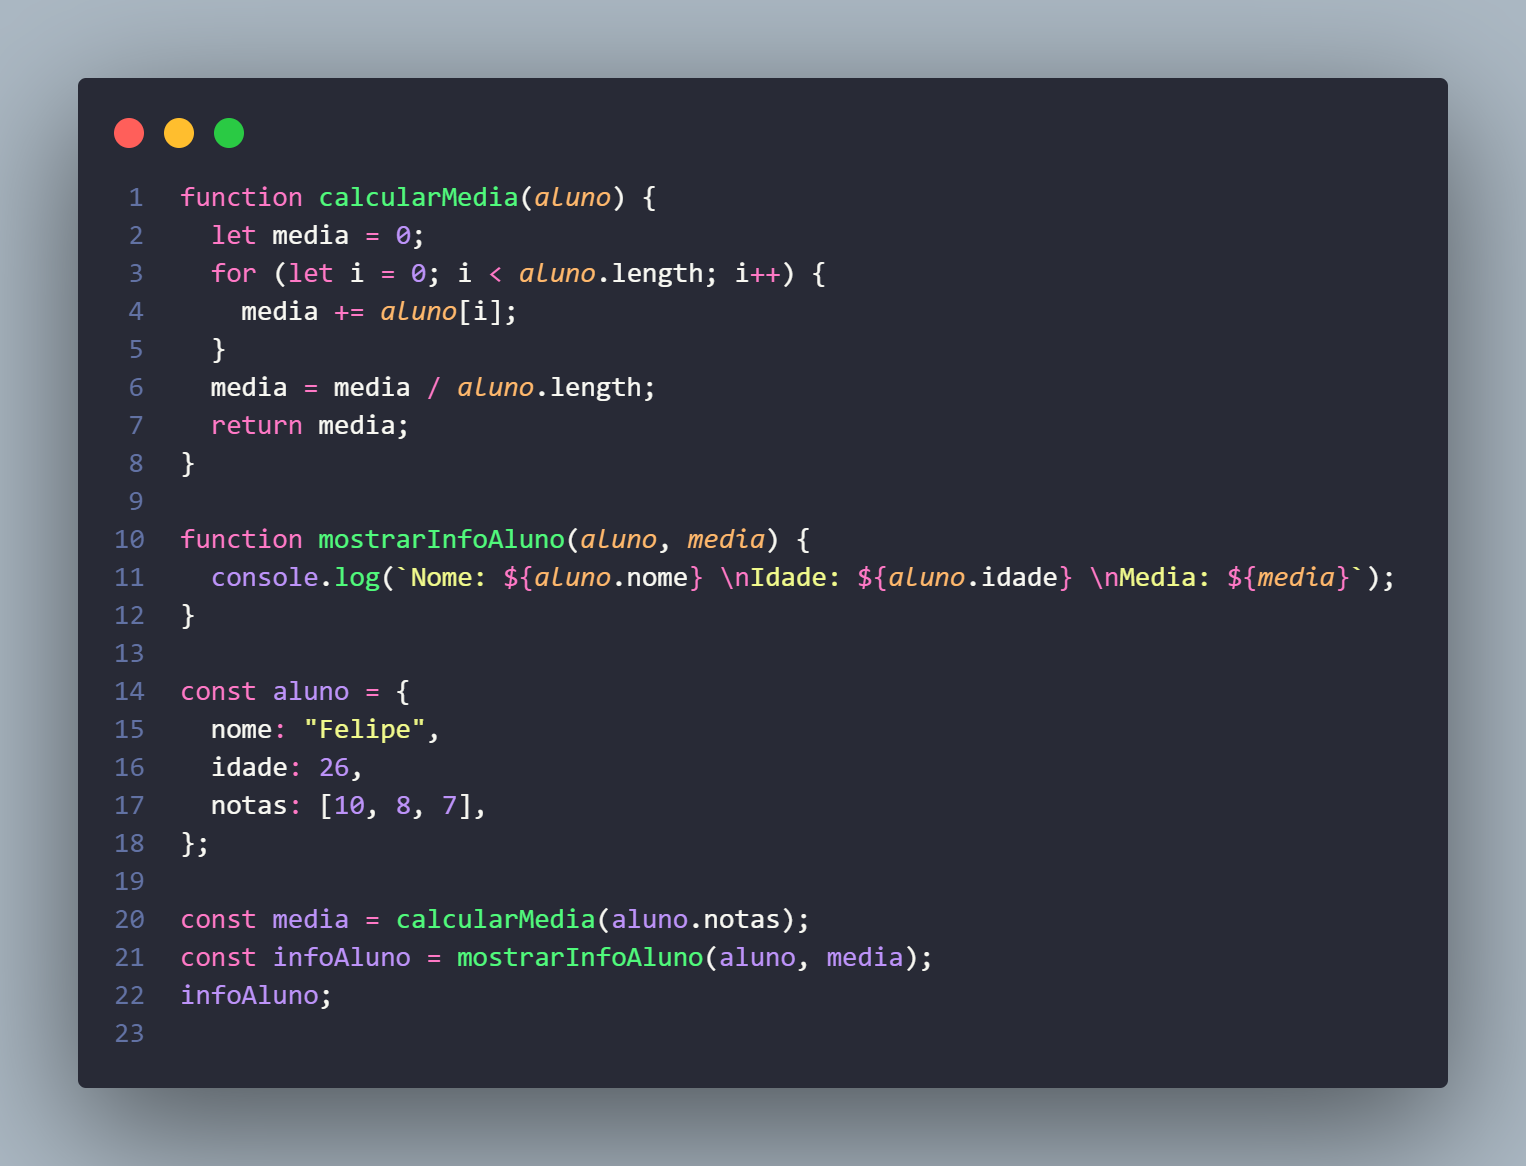 1 function calcularMedia(aluno) {
2   let media = 0;
3   for (let i = 0; i < aluno.length; i++) {
4     media += aluno[i];
5   }
6   media = media / aluno.length;
7   return media;
8 }
9
10 function mostrarInfoAluno(aluno, media) {
11   console.log(`Nome: ${aluno.nome} \nIdade: ${aluno.idade} \nMedia: ${media}`);
12 }
13
14 const aluno = {
15   nome: "Felipe",
16   idade: 26,
17   notas: [10, 8, 7],
18 };
19
20 const media = calcularMedia(aluno.notas);
21 const infoAluno = mostrarInfoAluno(aluno, media);
22 infoAluno;
23